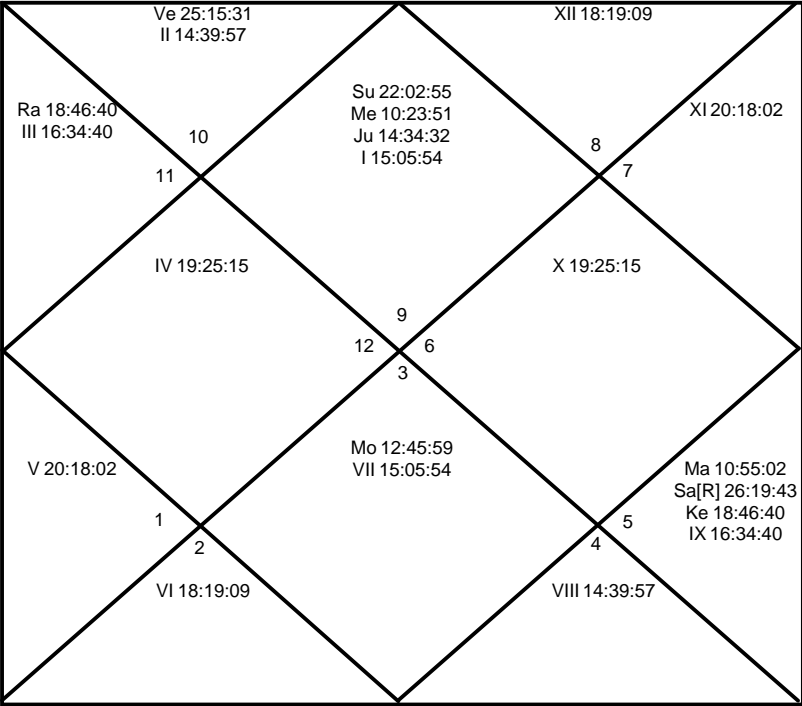 Ve 25:15:31
II 14:39:57
XII 18:19:09
Ra 18:46:40
III 16:34:40
Su 22:02:55
Me 10:23:51
Ju 14:34:32
I 15:05:54
XI 20:18:02
10
8
11
7
IV 19:25:15
X 19:25:15
9
12
6
3
Mo 12:45:59
VII 15:05:54
V 20:18:02
Ma 10:55:02
Sa[R] 26:19:43
Ke 18:46:40
IX 16:34:40
1
2
5
4
VI 18:19:09
VIII 14:39:57